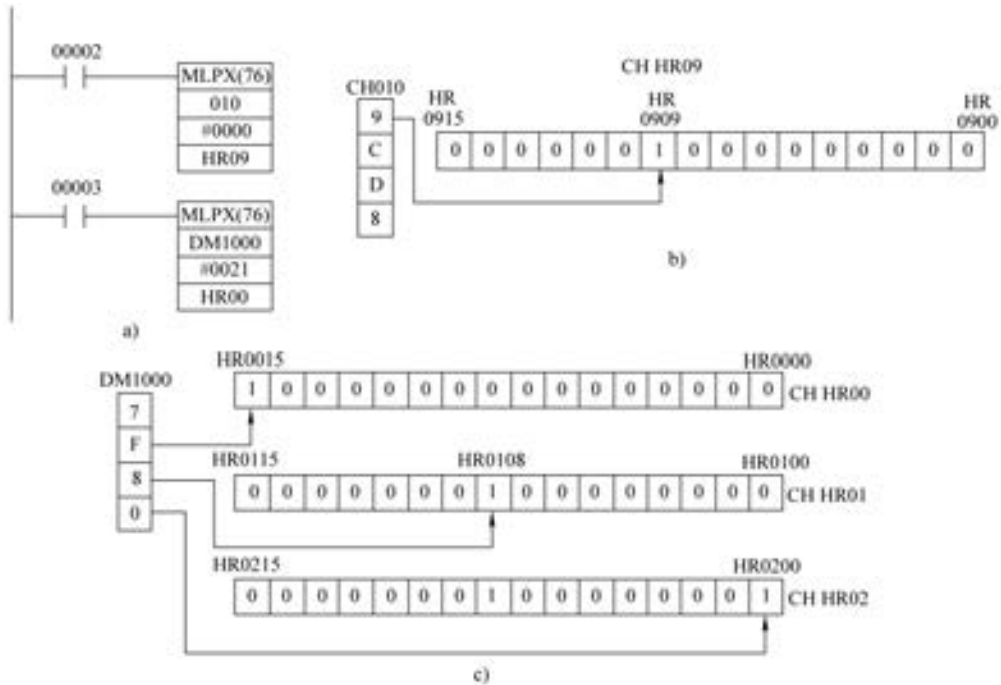 00002
MLPX(76)
010
#0000
HR09
00003
MLPX(76)
DM1000
#0021
HR00
a)
CH HR09
CH010
HR 0915
HR 0909
HR 0900
9
C
D
8
0 0 0 0 0 0 1 0 0 0 0 0 0 0 0 0
b)
DM1000
7
F
8
0
HR0015 HR0000
1 0 0 0 0 0 0 0 0 0 0 0 0 0 0 0 CH HR00
HR0115 HR0108 HR0100
0 0 0 0 0 0 0 1 0 0 0 0 0 0 0 0 CH HR01
HR0215 HR0200
0 0 0 0 0 0 0 1 0 0 0 0 0 0 0 1 CH HR02
c)